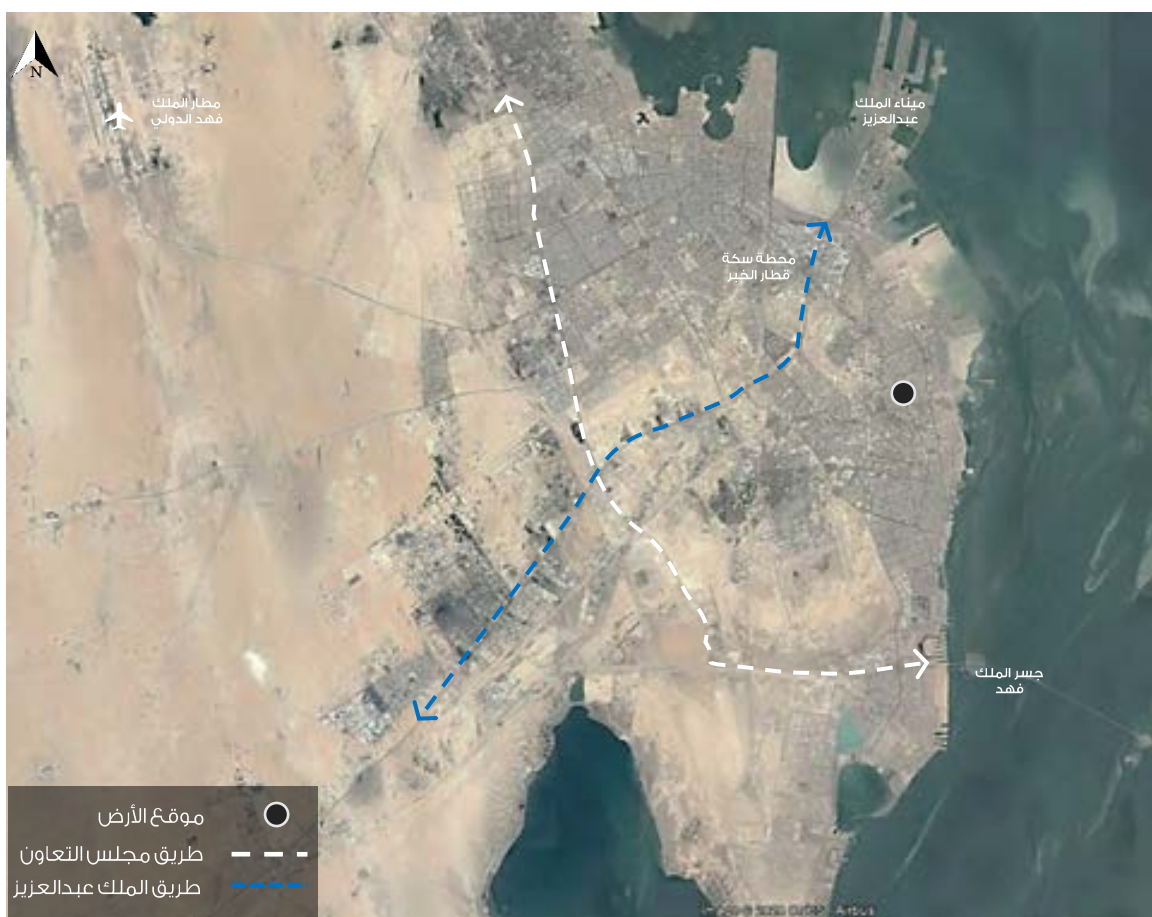 N
مطار الملك
فهد الدولي
ميناء الملك
عبدالعزيز
محطة سكة
قطار الخبر
جسر الملك
فهد
موقع الأرض
طريق مجلس التعاون
طريق الملك عبدالعزيز